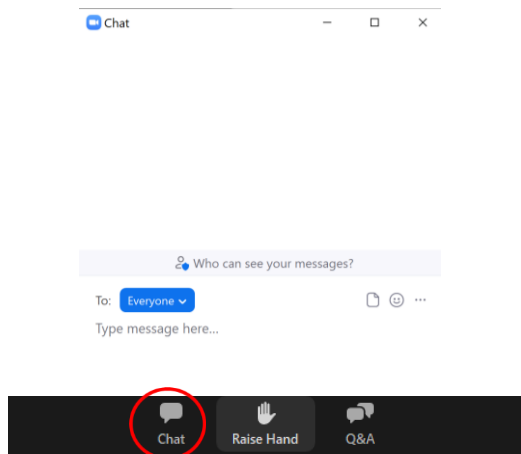 Chat
Who can see your messages?
To: Everyone
Type message here...
Chat Raise Hand Q&A